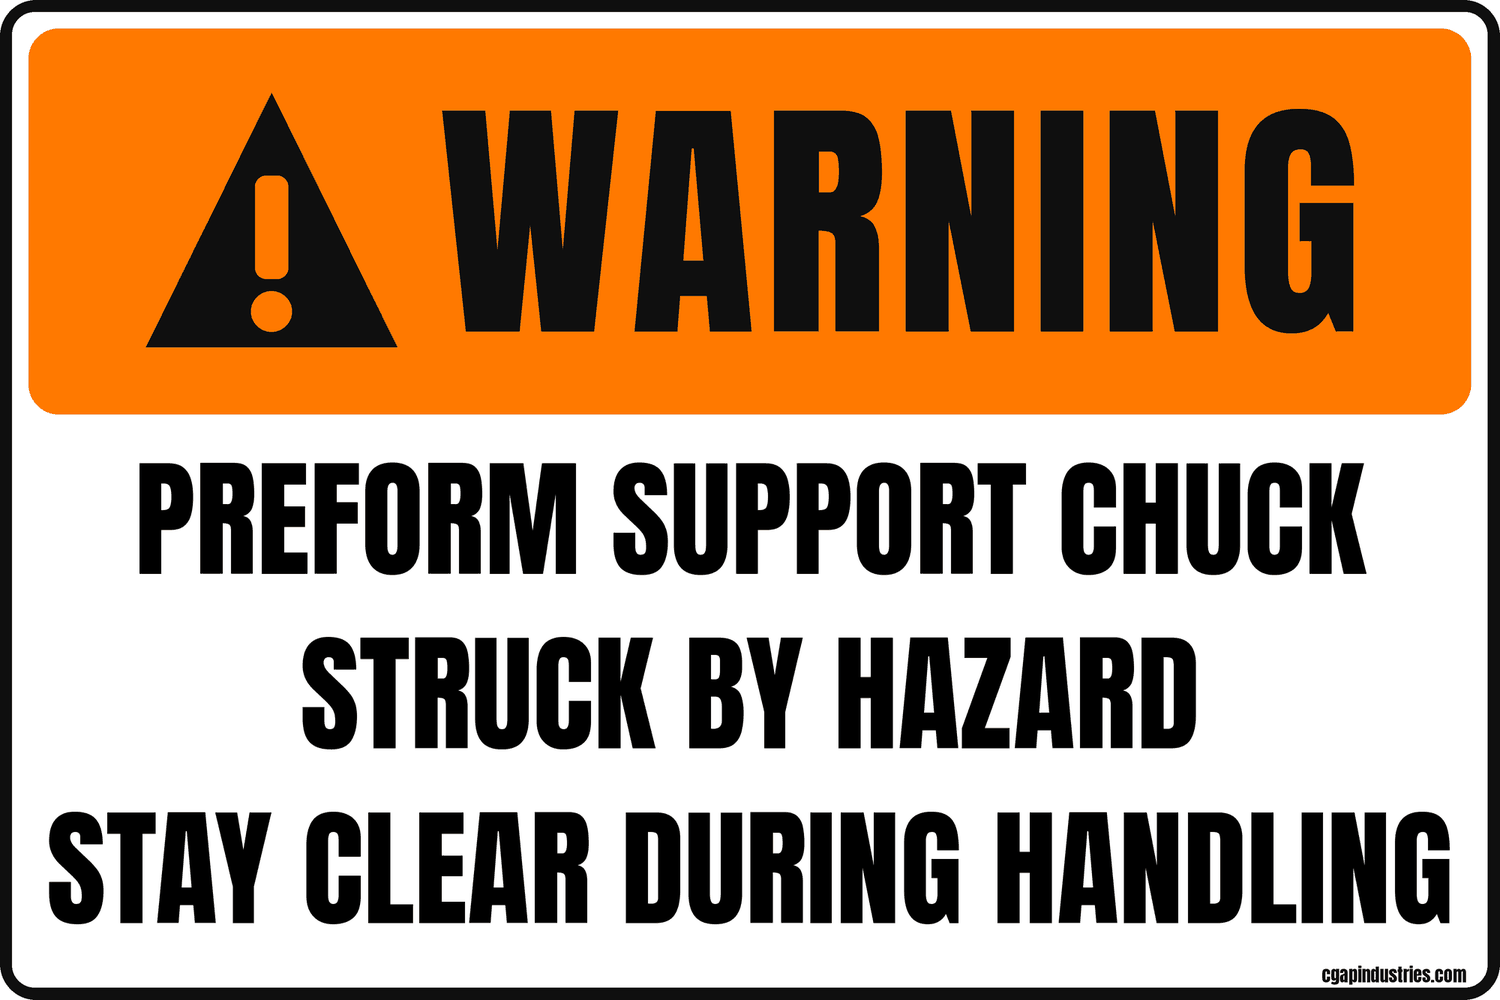 WARNING
PREFORM SUPPORT CHUCK
STRUCK BY HAZARD
STAY CLEAR DURING HANDLING
cgapindustries.com